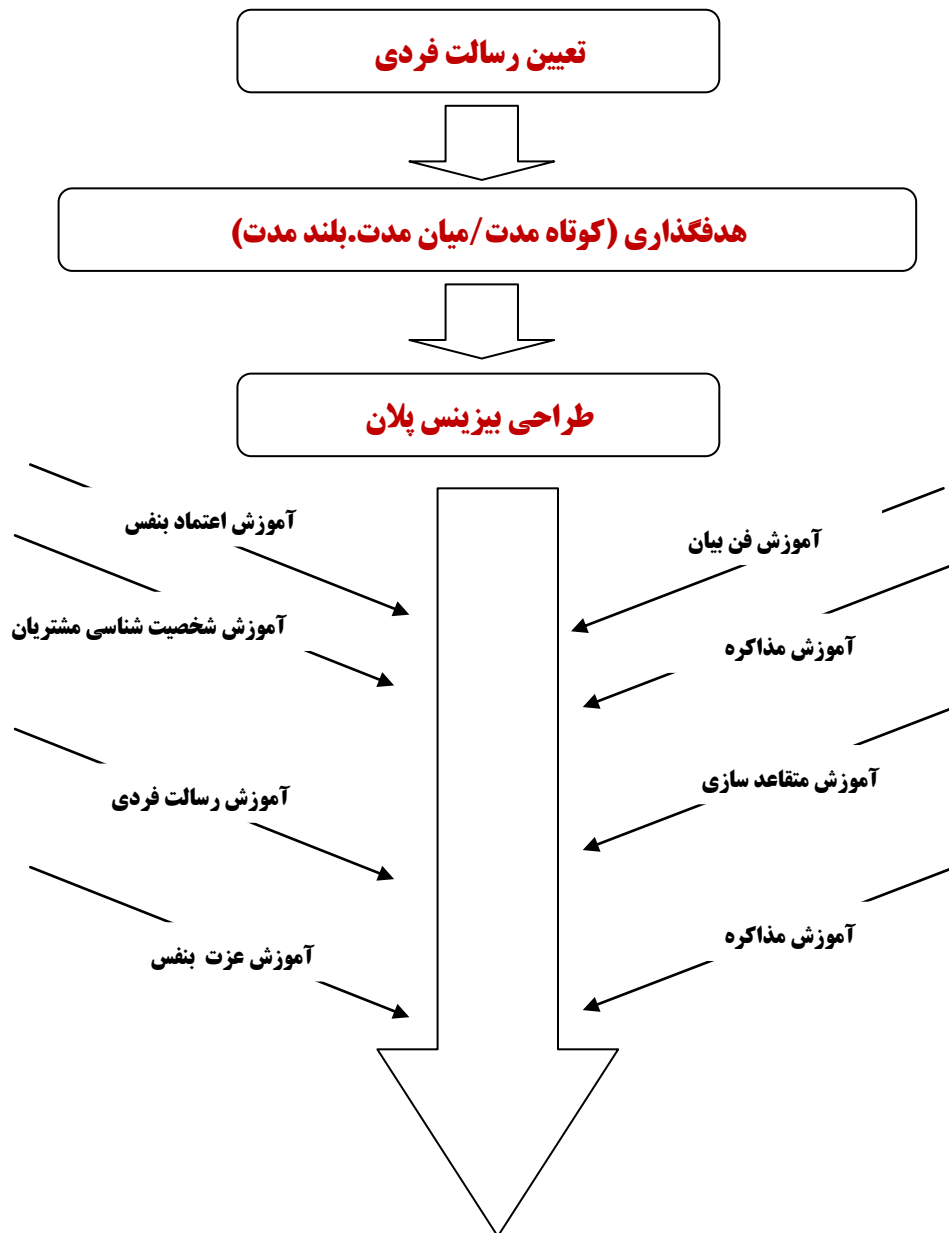 تعیین رسالت فردی
هدفگذاری (کوتاه مدت/میان مدت.بلند مدت)
طراحی بیزینس پلان
آموزش فن بیان
آموزش اعتماد بنفس
آموزش مذاکره
آموزش شخصیت شناسی مشتریان
آموزش متقاعد سازی
آموزش رسالت فردی
آموزش مذاکره
آموزش عزت بنفس